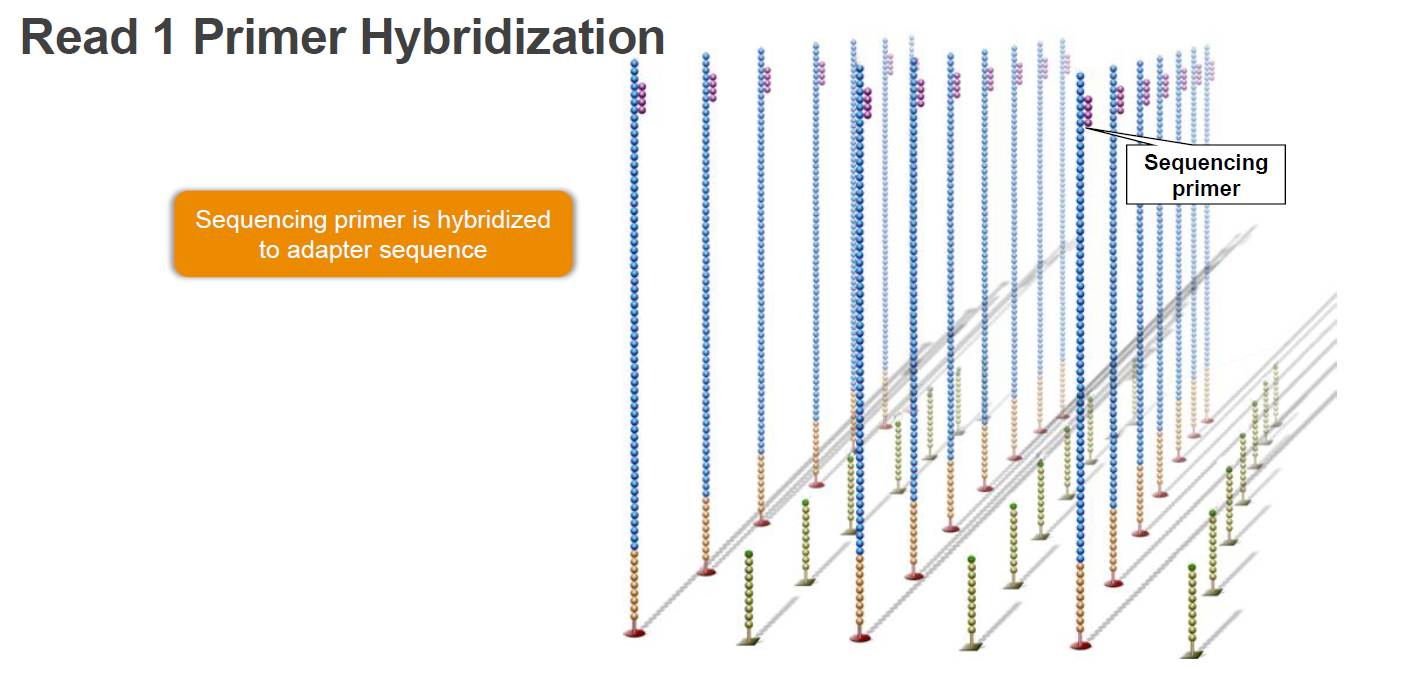 Read 1 Primer Hybridization
Sequencing primer is hybridized
to adapter sequence
Sequencing
primer